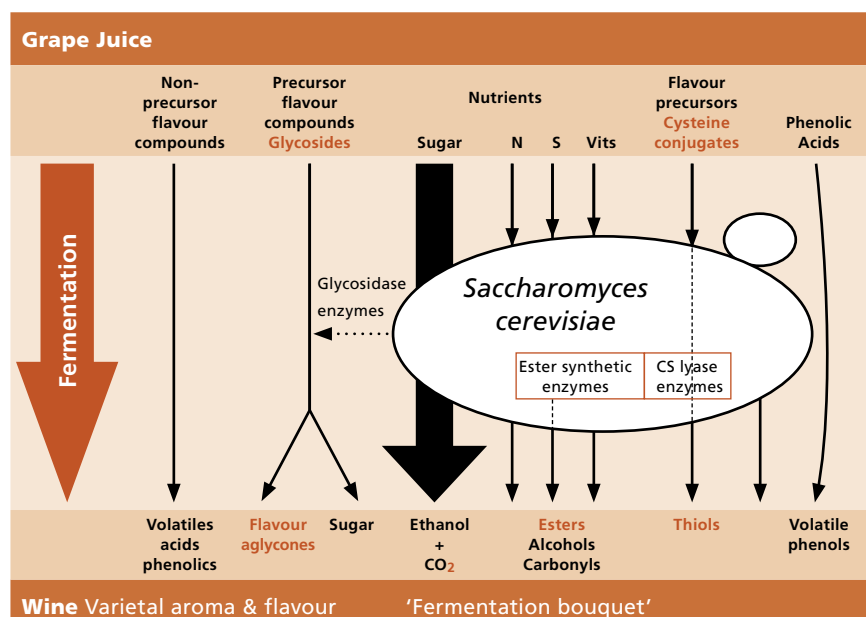 Grape Juice
Non-
precursor
flavour
compounds
Precursor
flavour
compounds
Glycosides
Nutrients
Sugar
N
S
Vits
Flavour
precursors
Cysteine
conjugates
Phenolic
Acids
Fermentation
Glycosidase
enzymes
Saccharomyces
cerevisiae
Ester synthetic
enzymes
CS lyase
enzymes
Volatiles
acids
phenolics
Flavour
aglycones
Sugar
Ethanol
+
CO2
Esters
Alcohols
Carbonyls
Thiols
Volatile
phenols
Wine Varietal aroma & flavour
'Fermentation bouquet'